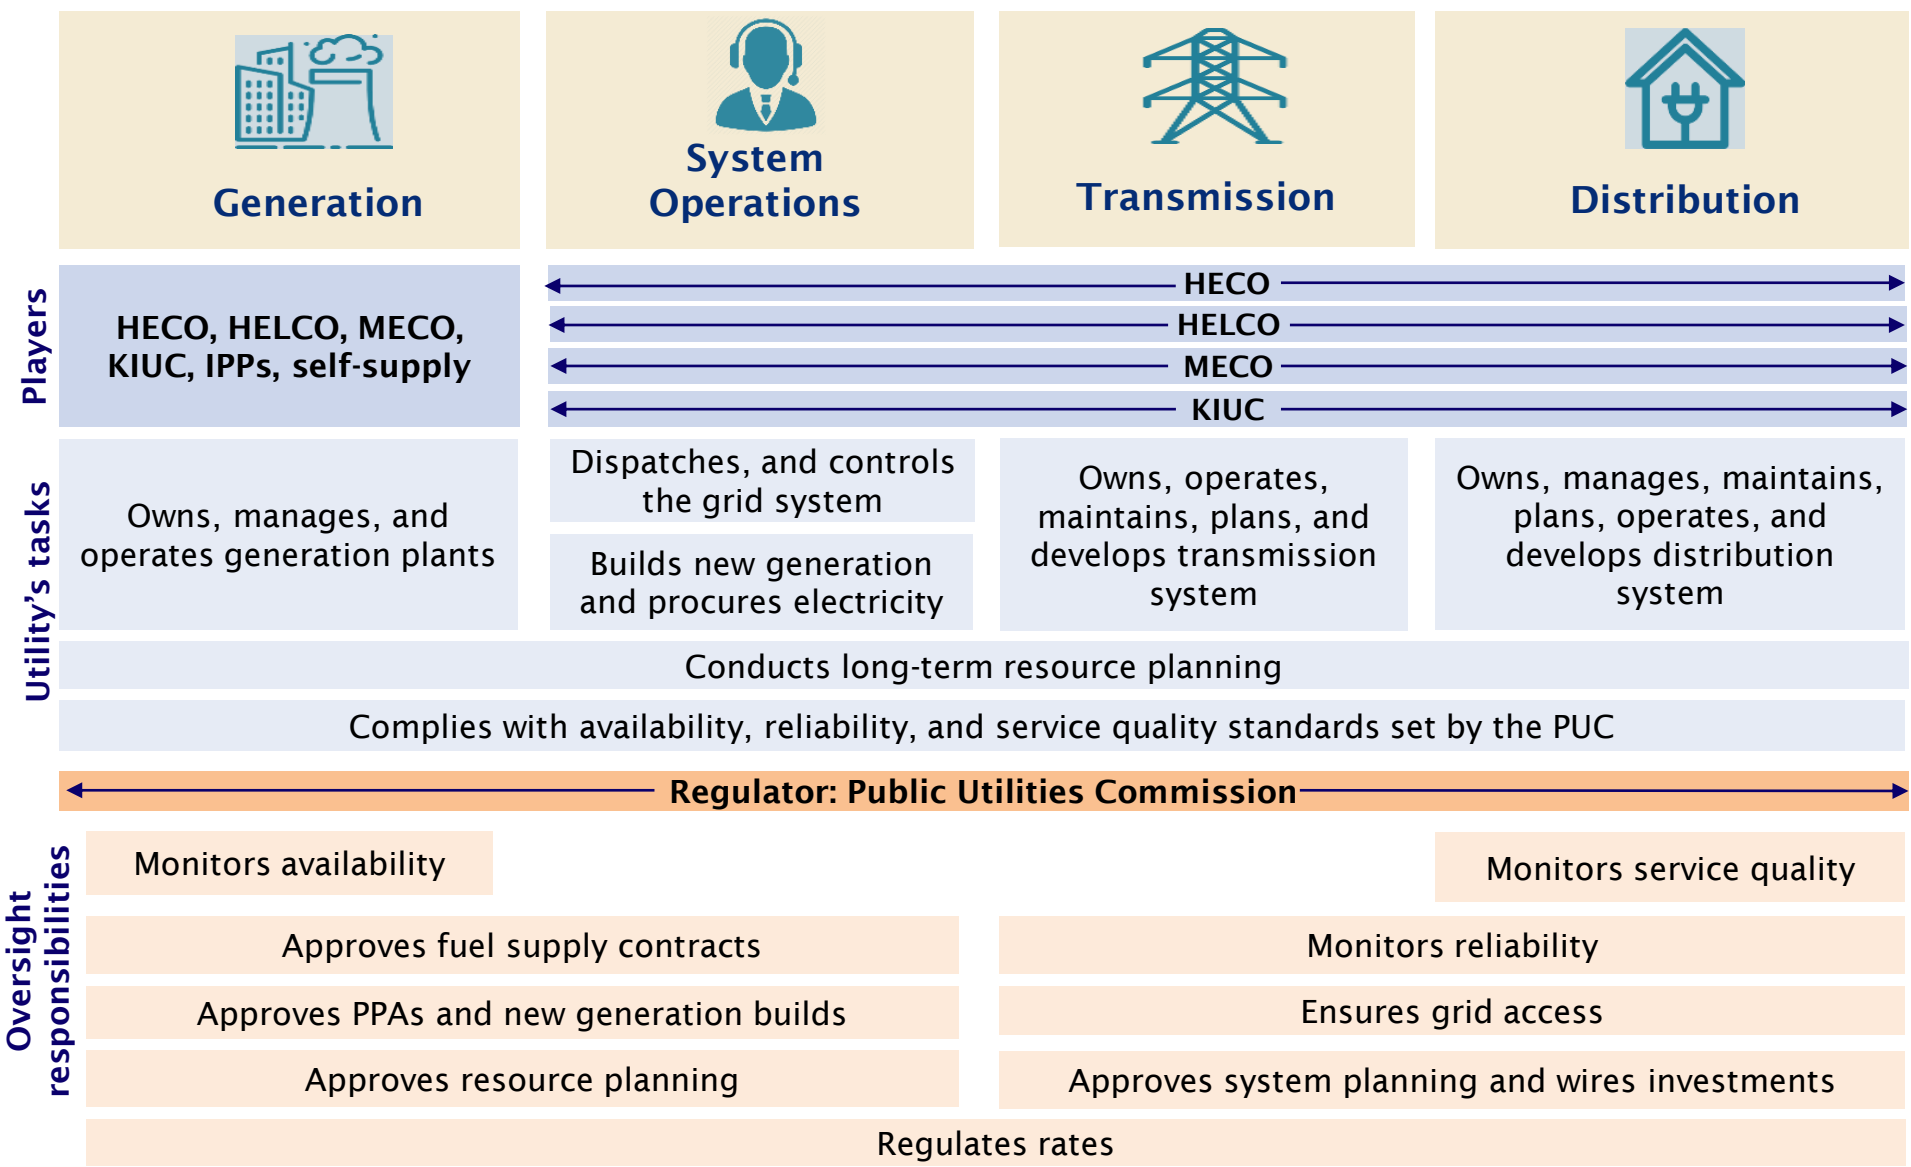 Generation
System
Operations
Transmission
Distribution
Players
HECO, HELCO, MECO,
KIUC, IPPs, self-supply
HECO
HELCO
MECO
KIUC
Utility's tasks
Owns, manages, and
operates generation plants
Dispatches, and controls
the grid system
Builds new generation
and procures electricity
Owns, operates,
maintains, plans, and
develops transmission
system
Owns, manages, maintains,
plans, operates, and
develops distribution
system
Conducts long-term resource planning
Complies with availability, reliability, and service quality standards set by the PUC
Regulator: Public Utilities Commission
Oversight
responsibilities
Monitors availability
Monitors service quality
Approves fuel supply contracts
Monitors reliability
Approves PPAs and new generation builds
Ensures grid access
Approves resource planning
Approves system planning and wires investments
Regulates rates